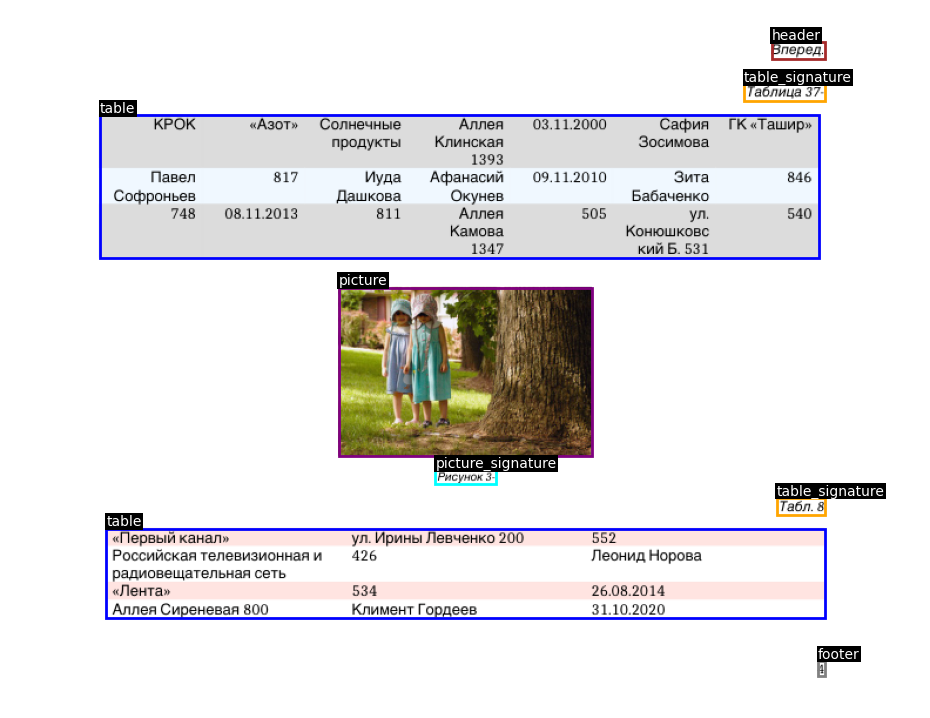 header
Вперед.
table_signature
Таблица 37-
table
КРОК «Азот» Солнечные продукты Аллея Клинская 1393 03.11.2000 Сафия Зосимова ГК «Ташир»
Павел Софроньев 817 Иуда Дашкова Афанасий Окунев 09.11.2010 Зита Бабаченко 846
748 08.11.2013 811 Аллея Камова 1347 505 ул. Конюшковс кий Б. 531 540
picture
picture_signature
Рисунок 3-
table_signature
Табл. 8
table
«Первый канал» ул. Ирины Левченко 200 552
Российская телевизионная и радиовещательная сеть 426 Леонид Норова
«Лента» 534 26.08.2014
Аллея Сиреневая 800 Климент Гордеев 31.10.2020
footer
4